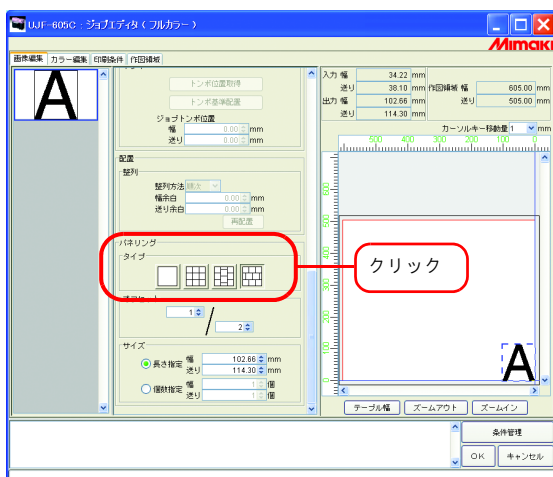 UJF-605C : ジョブエディタ ( フルカラー )
Mimaki
画像編集 カラー編集 印刷条件 作図領域
A
トンボ位置取得
トンボ基準配置
ジョブトンボ位置
幅 0.00 mm
送り 0.00 mm
配置
整列
整列方法 順次
幅余白 0.00 mm
送り余白 0.00 mm
再配置
パネリング
タイプ
1 / 2
サイズ
長さ指定 幅 102.66 mm
送り 114.30 mm
個数指定 幅 1 個
送り 1 個
入力 幅 34.22 mm
送り 38.10 mm
出力 幅 102.66 mm
送り 114.30 mm
作図領域 幅 605.00 mm
送り 505.00 mm
カーソルキー移動量 1 mm
500 400 300 200 100 0
クリック
A
テーブル幅 ズームアウト ズームイン
条件管理
OK キャンセル